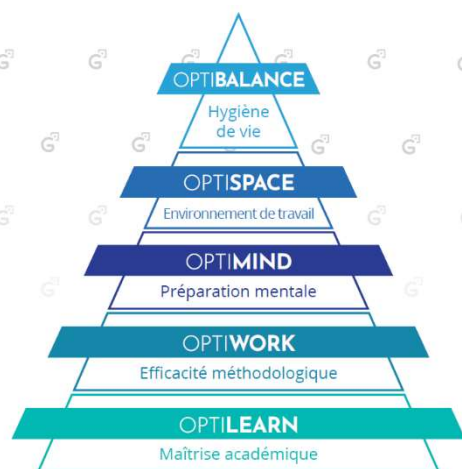 OPTIBALANCE
Hygiène
de vie
OPTISPACE
Environnement de travail
OPTIMIND
Préparation mentale
OPTIWORK
Efficacité méthodologique
OPTILEARN
Maîtrise académique